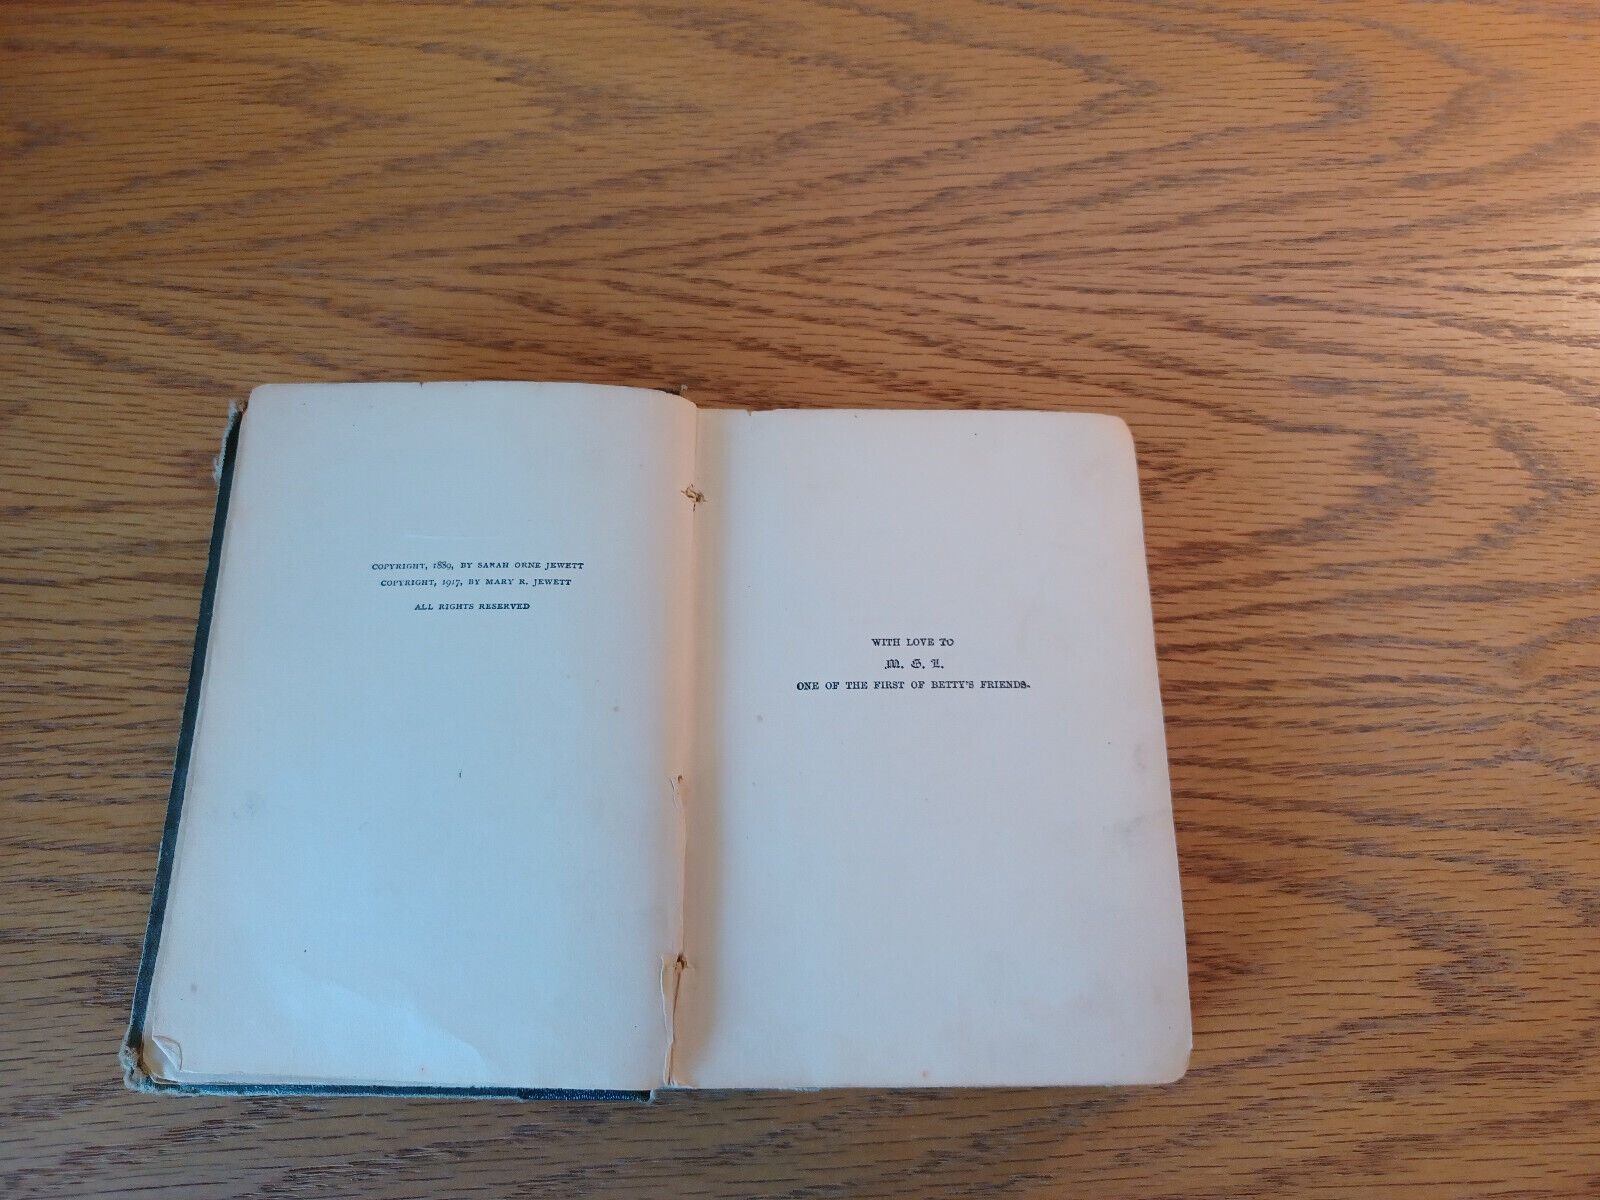 COPYRIGHT, 1889, BY SARAH ORNE JEWETT
COPYRIGHT, 1917, BY MARY R. JEWETT
ALL RIGHTS RESERVED
WITH LOVE TO
M. G. L.
ONE OF THE FIRST OF BETTY'S FRIENDS.